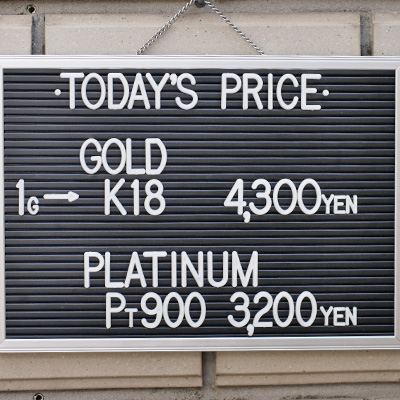 ·TODAY'S PRICE·
GOLD
1G→ K18 4,300YEN
PLATINUM
PT900 3,200YEN